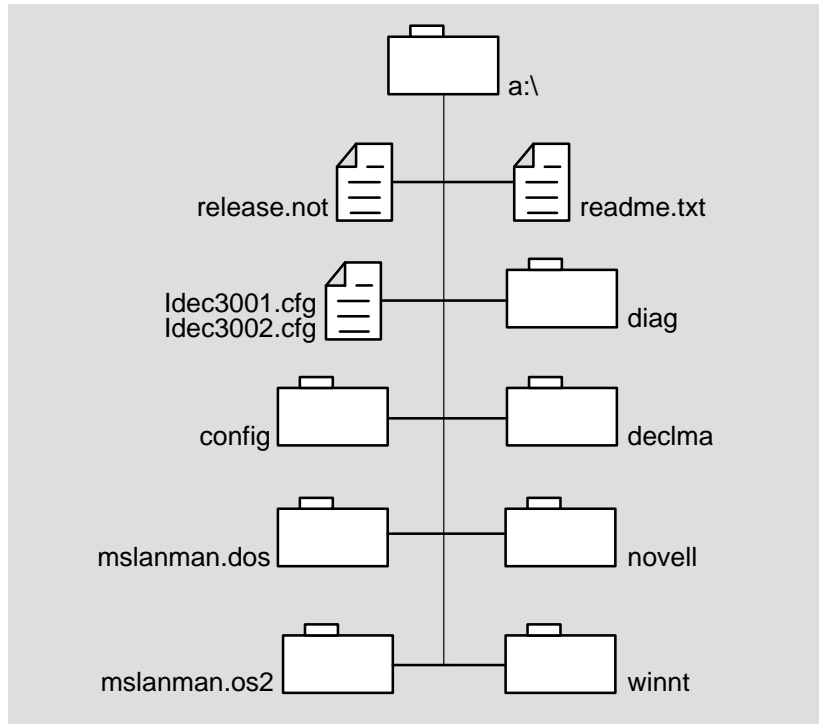 a:\
release.not
readme.txt
Idec3001.cfg
Idec3002.cfg
diag
config
declma
mslanman.dos
novell
mslanman.os2
winnt